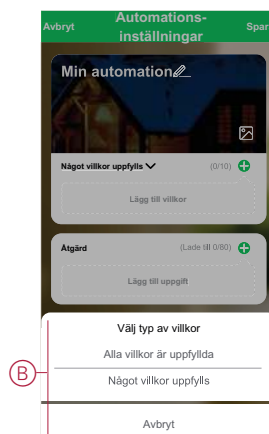 Avbryt
Automations-
inställningar
Spar
Min automation
Något villkor uppfylls
(0/10)
Lägg till villkor
Åtgärd
(Lade till 0/80)
Lägg till uppgift
B
Välj typ av villkor
Alla villkor är uppfyllda
Något villkor uppfylls
Avbryt